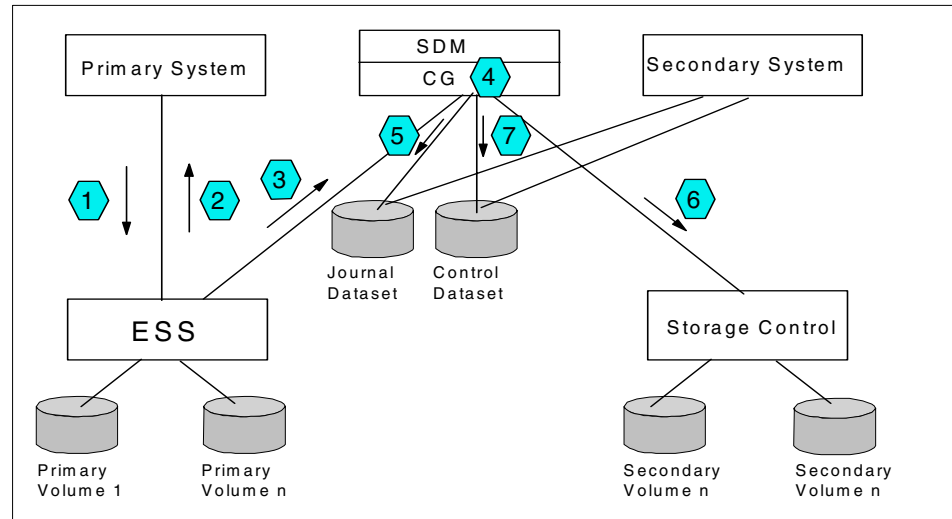 SDM
Primary System
CG
4
Secondary System
5
7
1
2
3
6
Journal
Dataset
Control
Dataset
ESS
Storage Control
Primary
Volume 1
Primary
Volume n
Secondary
Volume n
Secondary
Volume n